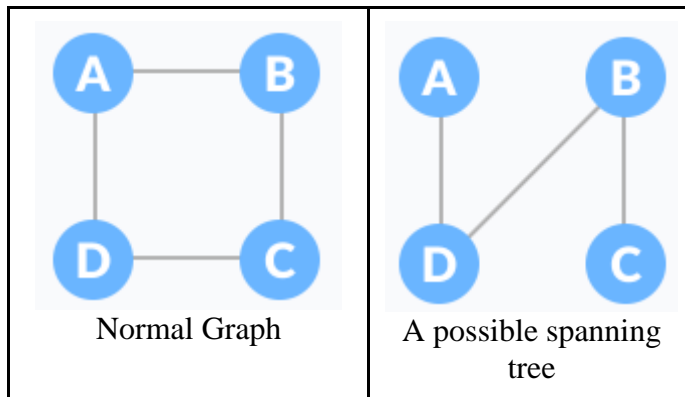 A B
D C
Normal Graph
A B
D C
A possible spanning
tree